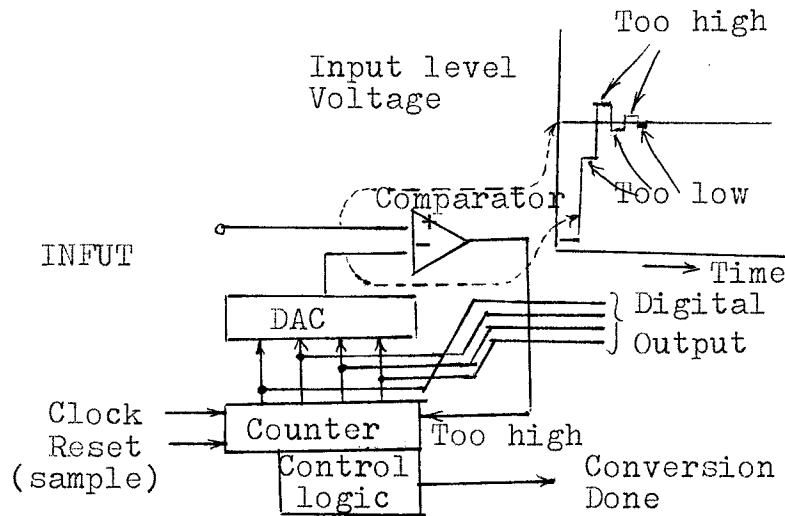 Too high
Input level
Voltage
Comparator
Too low
+
-
INFUT
Time
DAC
Digital
Output
Clock
Reset
(sample)
Counter
Too high
Control
logic
Conversion
Done